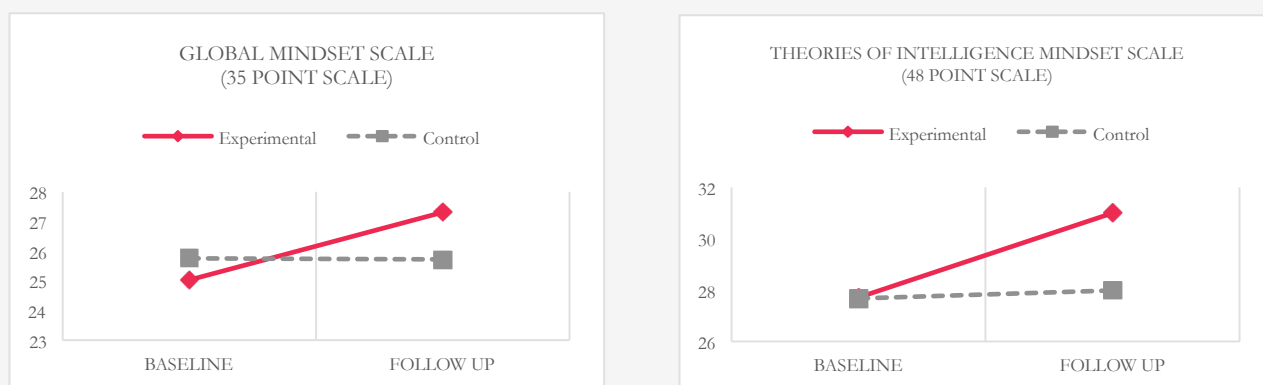 GLOBAL MINDSET SCALE
(35 POINT SCALE)
Experimental
Control
28
27
26
25
24
23
BASELINE
FOLLOW UP
THEORIES OF INTELLIGENCE MINDSET SCALE
(48 POINT SCALE)
Experimental
Control
32
30
28
26
BASELINE
FOLLOW UP